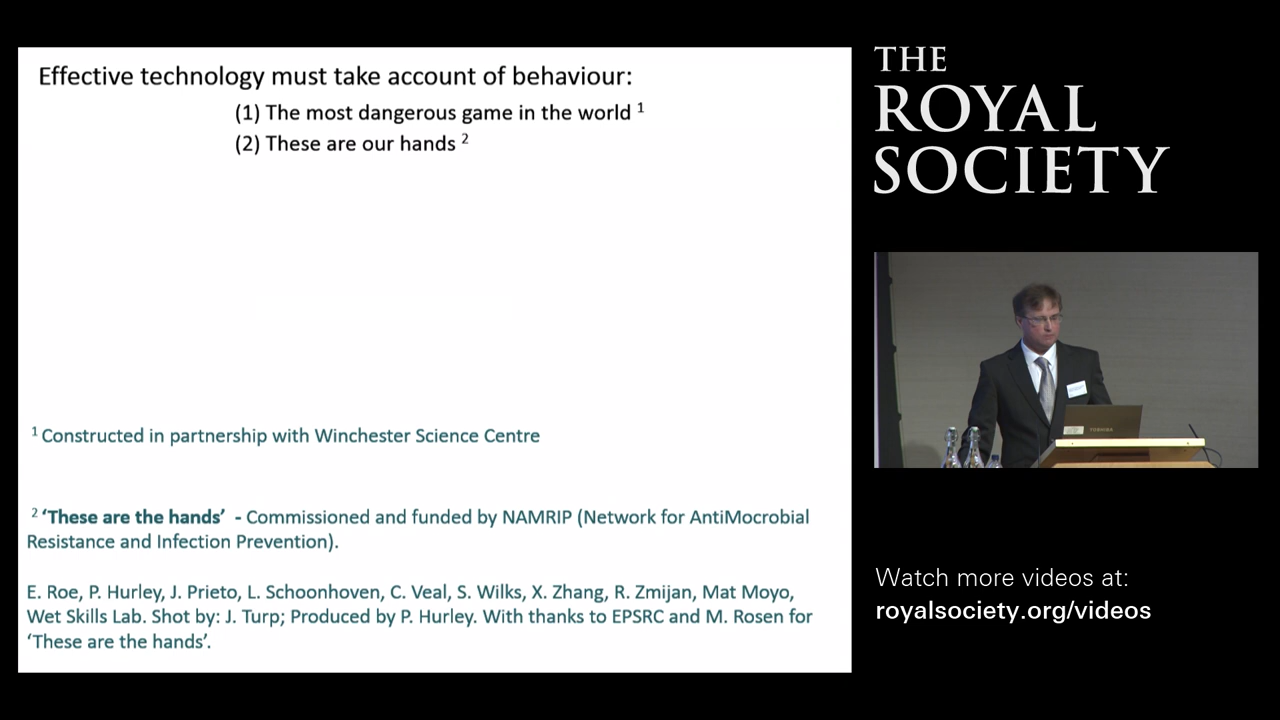 Effective technology must take account of behaviour:
(1) The most dangerous game in the world ¹
(2) These are our hands ²
¹ Constructed in partnership with Winchester Science Centre
² ‘These are the hands’ - Commissioned and funded by NAMRIP (Network for AntiMocrobial
Resistance and Infection Prevention).
E. Roe, P. Hurley, J. Prieto, L. Schoonhoven, C. Veal, S. Wilks, X. Zhang, R. Zmijan, Mat Moyo,
Wet Skills Lab. Shot by: J. Turp; Produced by P. Hurley. With thanks to EPSRC and M. Rosen for
‘These are the hands’.
THE
ROYAL
SOCIETY
TOSHIBA
Watch more videos at:
royalsociety.org/videos